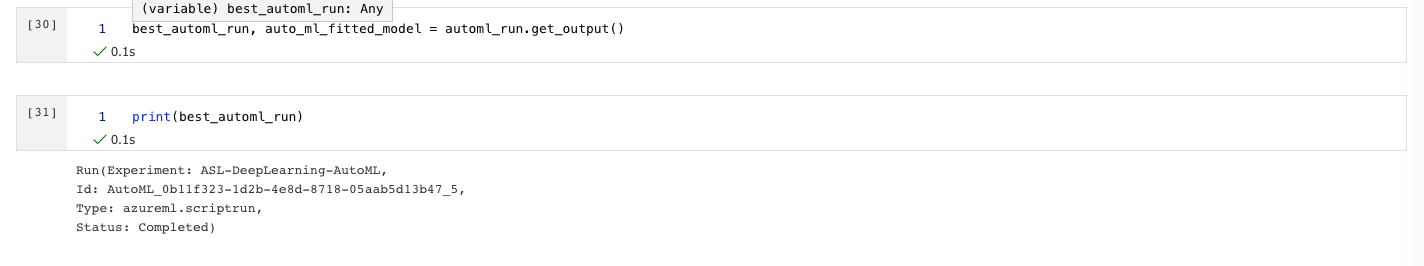 (variable) best_automl_run: Any
[30]
1 best_automl_run, auto_ml_fitted_model = automl_run.get_output()
0.1s
[31]
1 print(best_automl_run)
0.1s
Run(Experiment: ASL-DeepLearning-AutoML,
Id: AutoML_0b11f323-1d2b-4e8d-8718-05aab5d13b47_5,
Type: azureml.scriptrun,
Status: Completed)